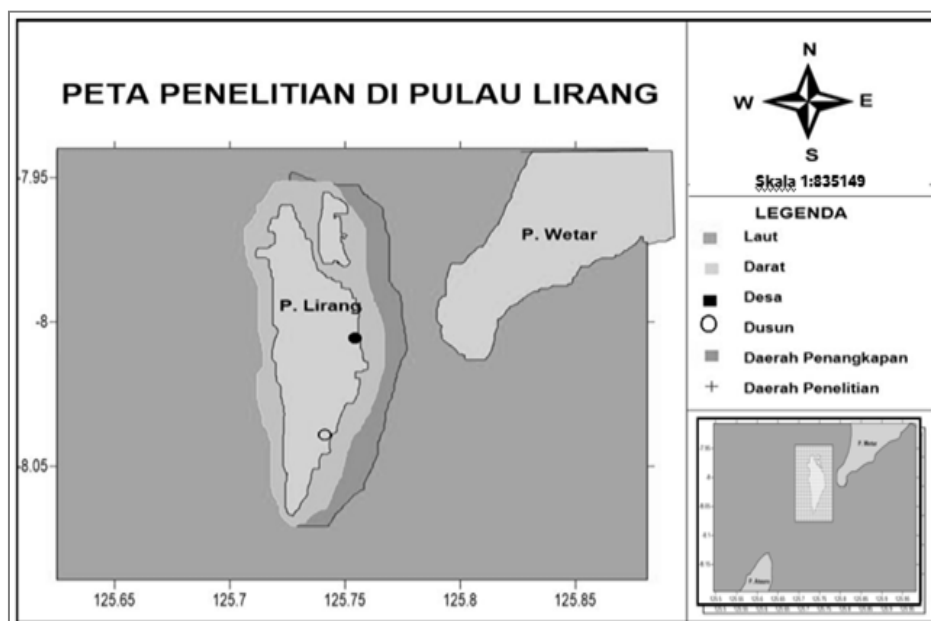 PETA PENELITIAN DI PULAU LIRANG
N
W E
S
Skala 1:835149
-7.95
-8
-8.05
P. Wetar
P. Lirang
125.65 125.7 125.75 125.8 125.85
LEGENDA
Laut
Darat
Desa
Dusun
Daerah Penangkapan
Daerah Penelitian